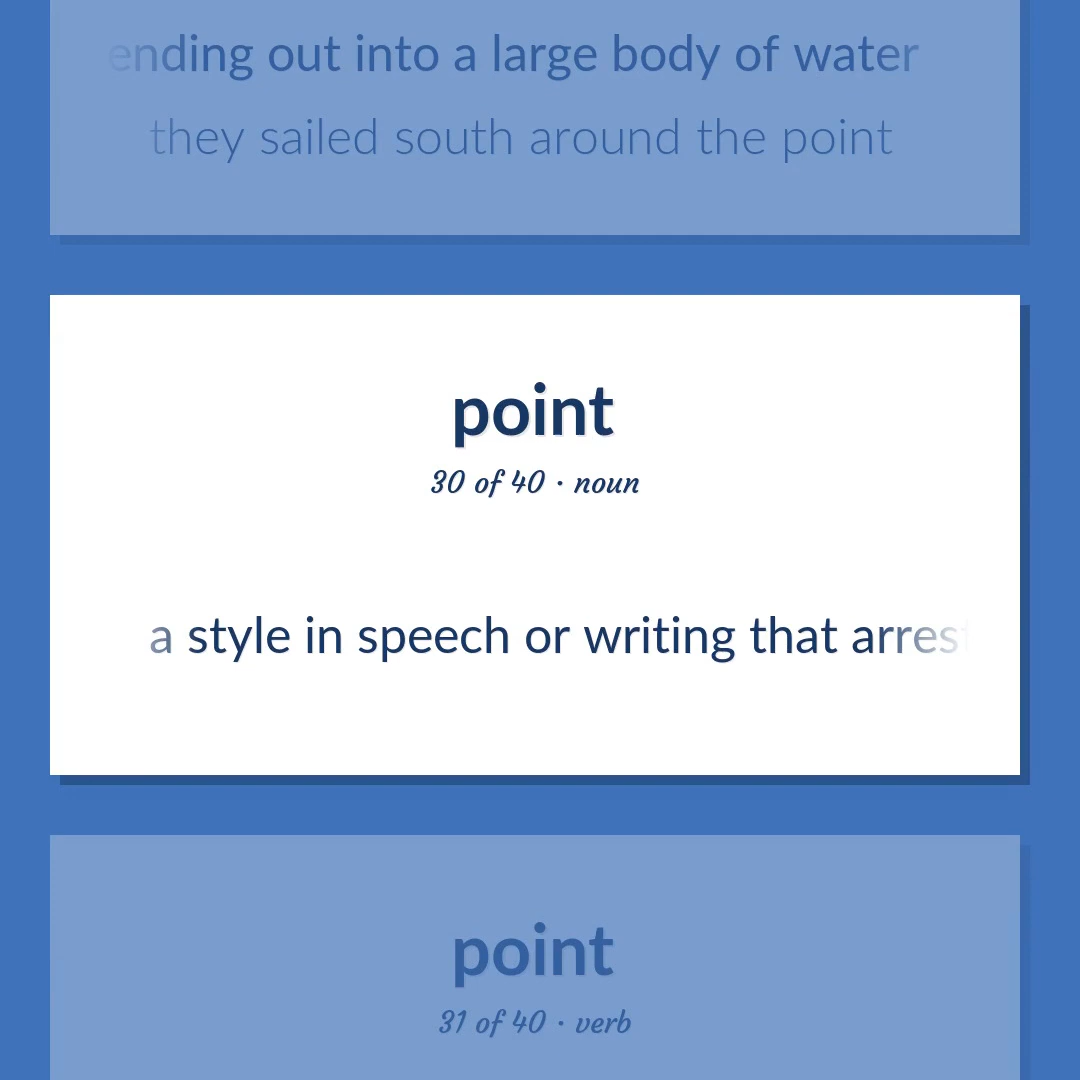 ending out into a large body of water
they sailed south around the point
point
30 of 40 · noun
a style in speech or writing that arres
point
31 of 40 · verb